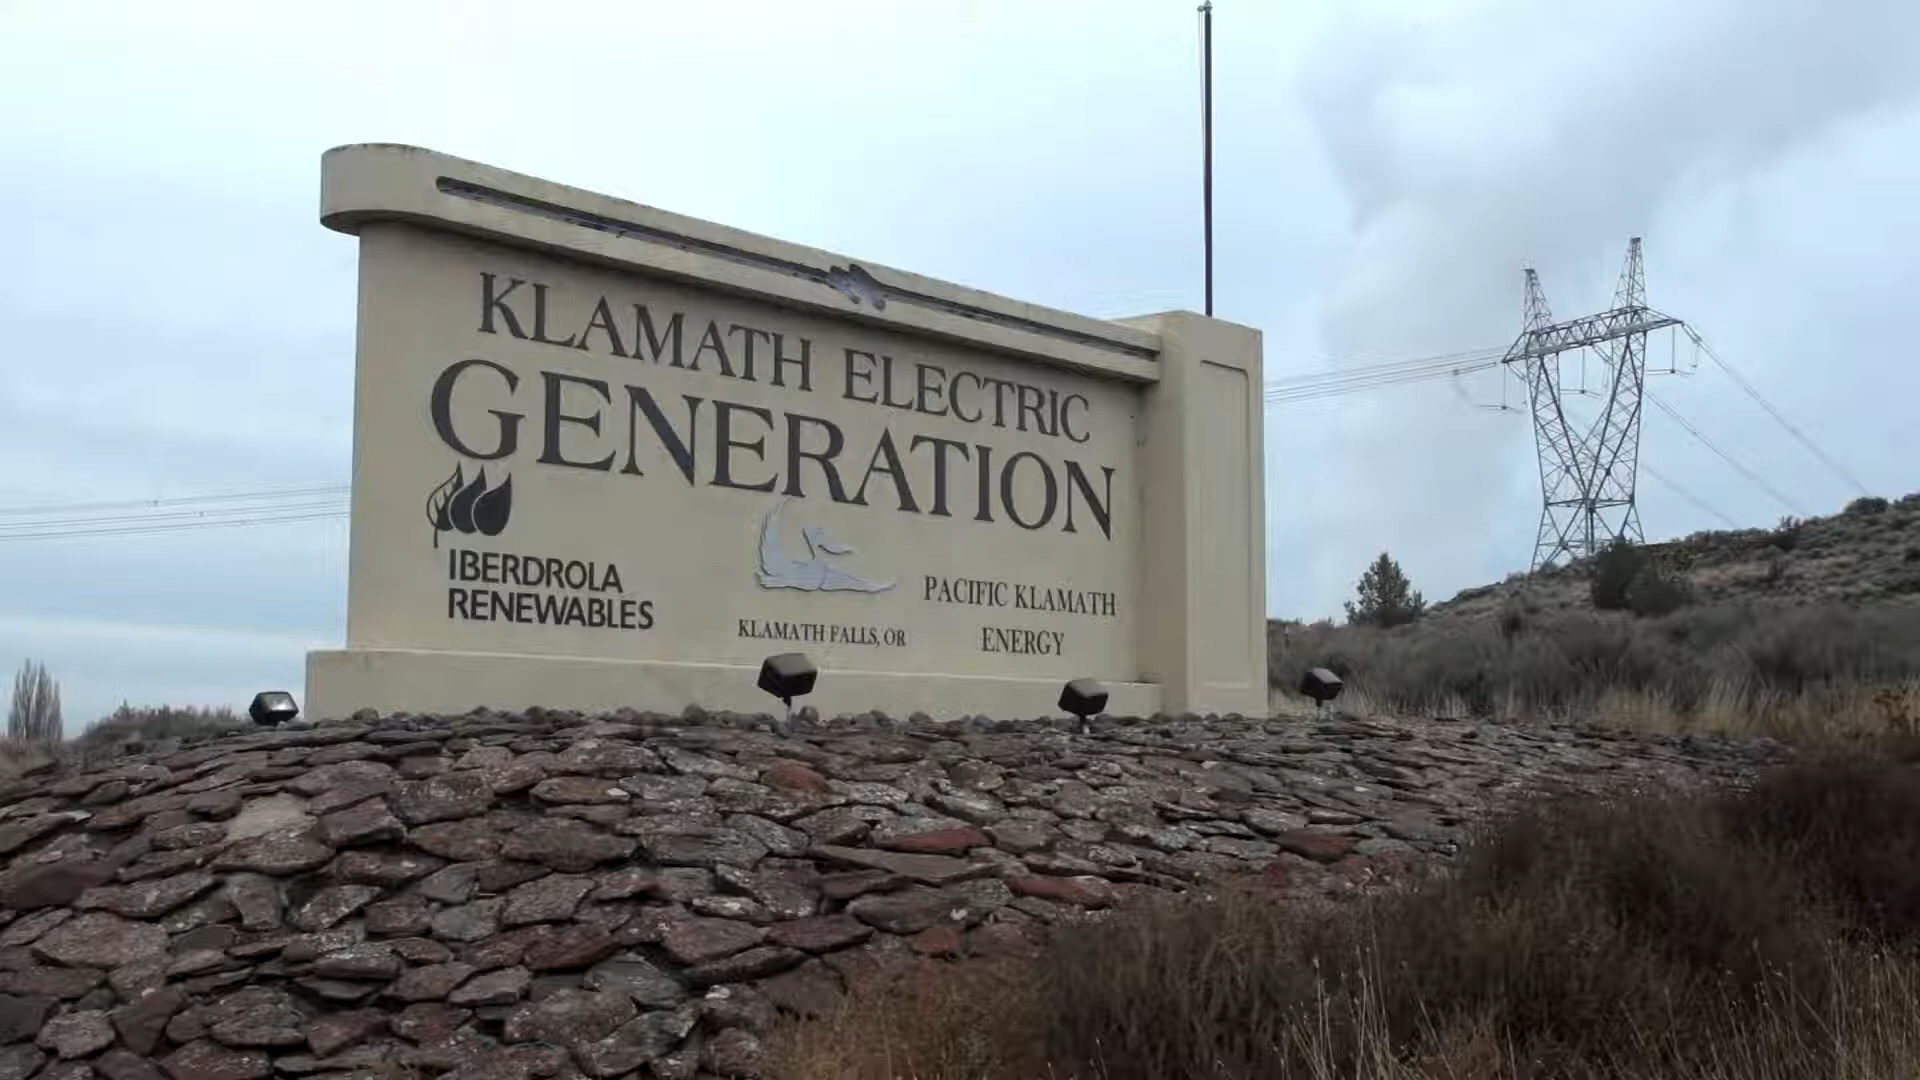 KLAMATH ELECTRIC
GENERATION
IBERDROLA
RENEWABLES
KLAMATH FALLS, OR
PACIFIC KLAMATH
ENERGY